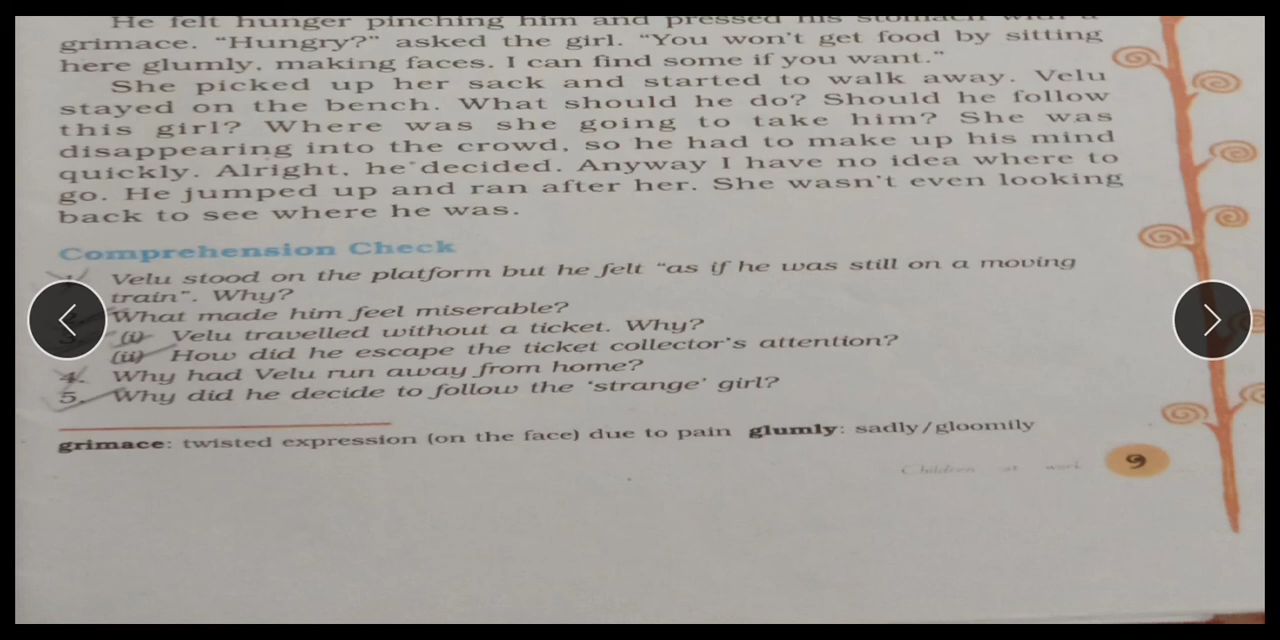 He felt hunger pinching him and pressed his stomach with a
grimace. “Hungry?” asked the girl. “You won't get food by sitting
here glumly, making faces. I can find some if you want.”
She picked up her sack and started to walk away. Velu
stayed on the bench. What should he do? Should he follow
this girl? Where was she going to take him? She was
disappearing into the crowd, so he had to make up his mind
quickly. Alright, he decided. Anyway I have no idea where to
go. He jumped up and ran after her. She wasn't even looking
back to see where he was.
Comprehension Check
Velu stood on the platform but he felt “as if he was still on a moving
train”. Why?
What made him feel miserable?
3. (i) Velu travelled without a ticket. Why?
(ii) How did he escape the ticket collector's attention?
4. Why had Velu run away from home?
5. Why did he decide to follow the ‘strange’ girl?
grimace: twisted expression (on the face) due to pain glumly: sadly/gloomily
Children at work 9